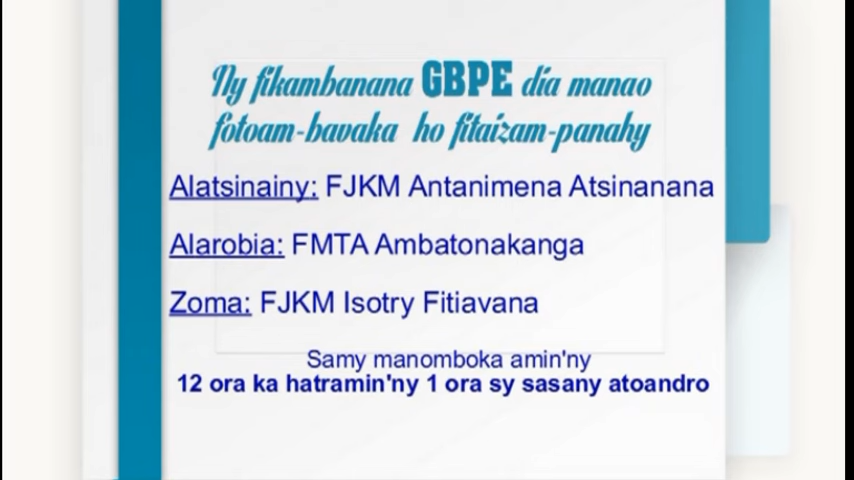 Ny fikambanana GBPE dia manao
fotoam-bavaka ho fitaizam-panahy
Alatsinainy: FJKM Antanimena Atsinanana
Alarobia: FMTA Ambatonakanga
Zoma: FJKM Isotry Fitiavana
Samy manomboka amin'ny
12 ora ka hatramin'ny 1 ora sy sasany atoandro